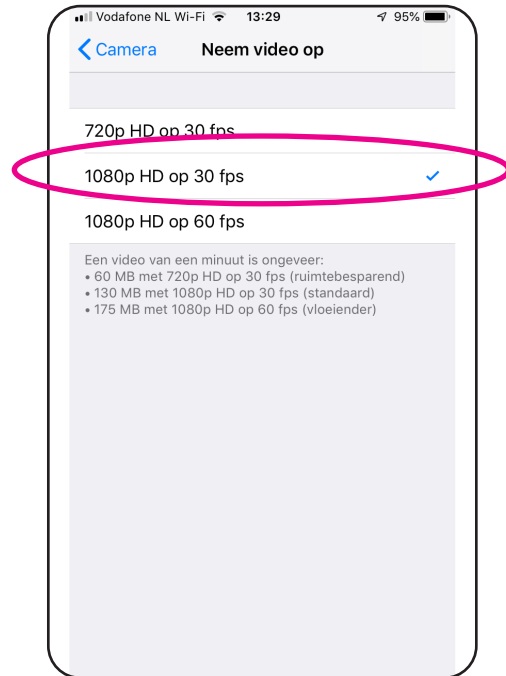 Vodafone NL Wi-Fi 13:29 95%
Camera Neem video op
720p HD op 30 fps
1080p HD op 30 fps
1080p HD op 60 fps
Een video van een minuut is ongeveer:
• 60 MB met 720p HD op 30 fps (ruimtebesparend)
• 130 MB met 1080p HD op 30 fps (standaard)
• 175 MB met 1080p HD op 60 fps (vloeiender)